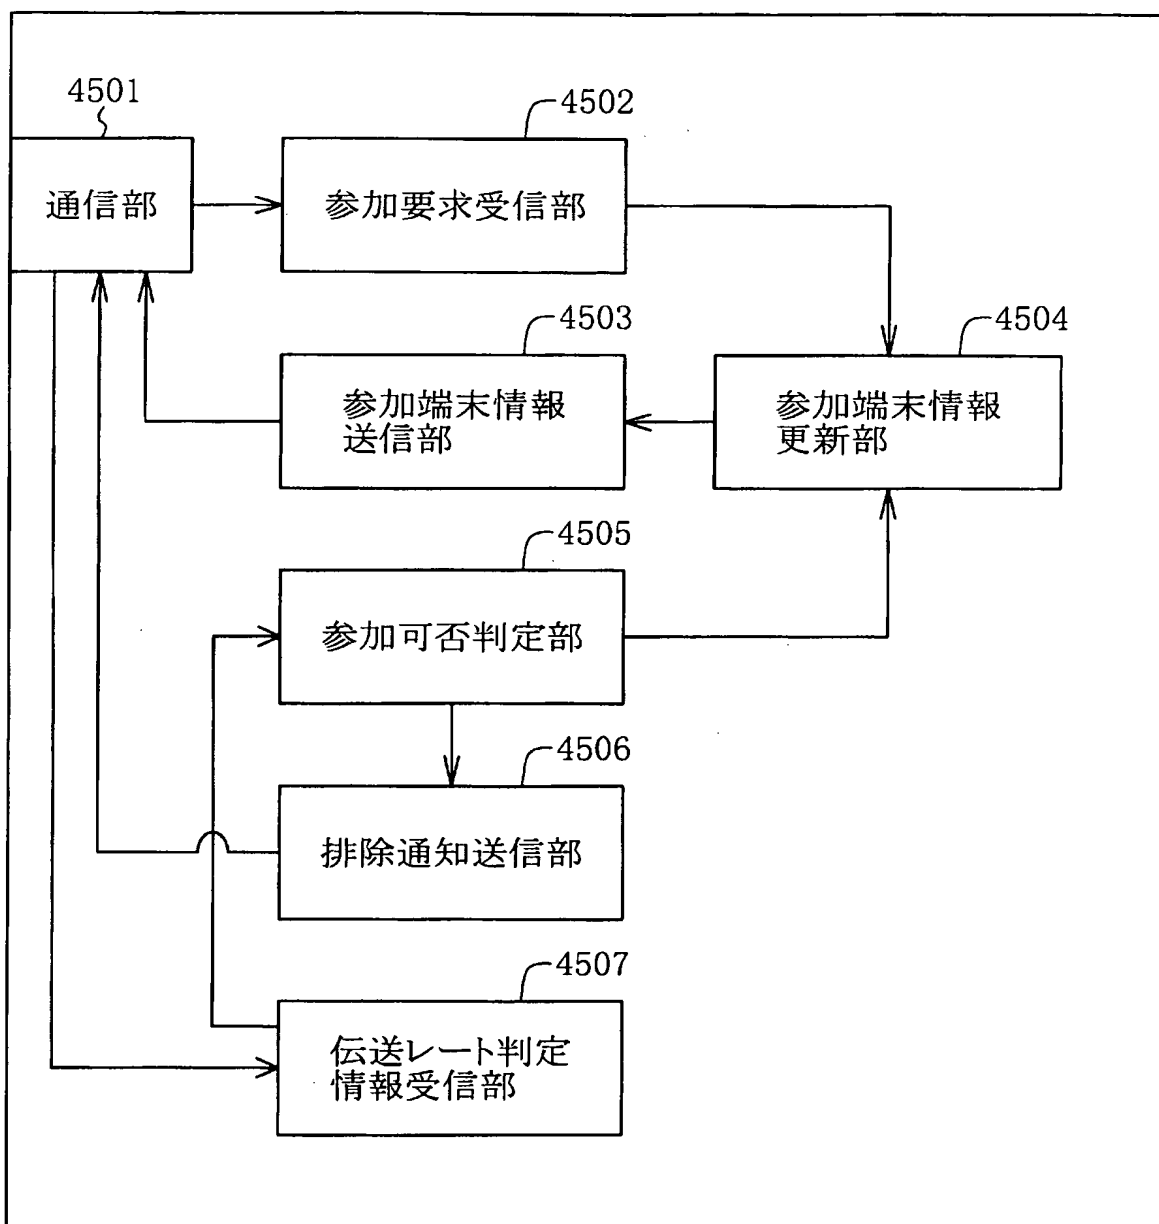 4501
通信部
4502
参加要求受信部
4503
参加端末情報
送信部
4504
参加端末情報
更新部
4505
参加可否判定部
4506
排除通知送信部
4507
伝送レート判定
情報受信部